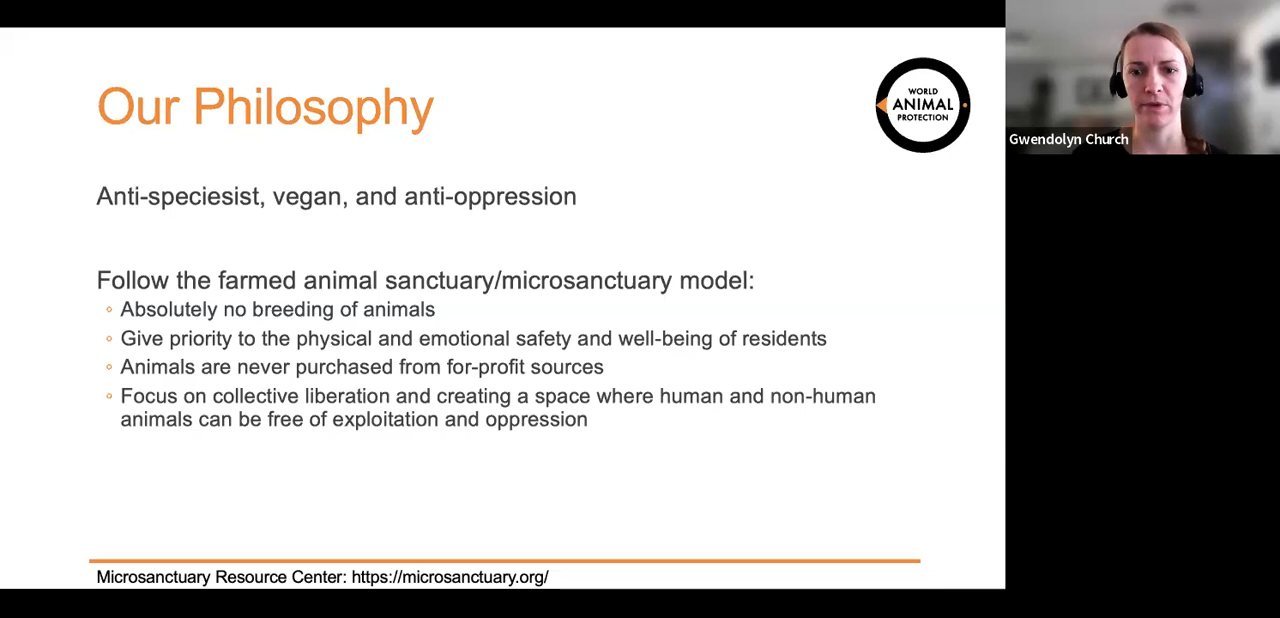 Our Philosophy
WORLD
ANIMAL
PROTECTION
Gwendolyn Church
Anti-speciesist, vegan, and anti-oppression
Follow the farmed animal sanctuary/microsanctuary model:
◦ Absolutely no breeding of animals
◦ Give priority to the physical and emotional safety and well-being of residents
◦ Animals are never purchased from for-profit sources
◦ Focus on collective liberation and creating a space where human and non-human
animals can be free of exploitation and oppression
Microsanctuary Resource Center: https://microsanctuary.org/